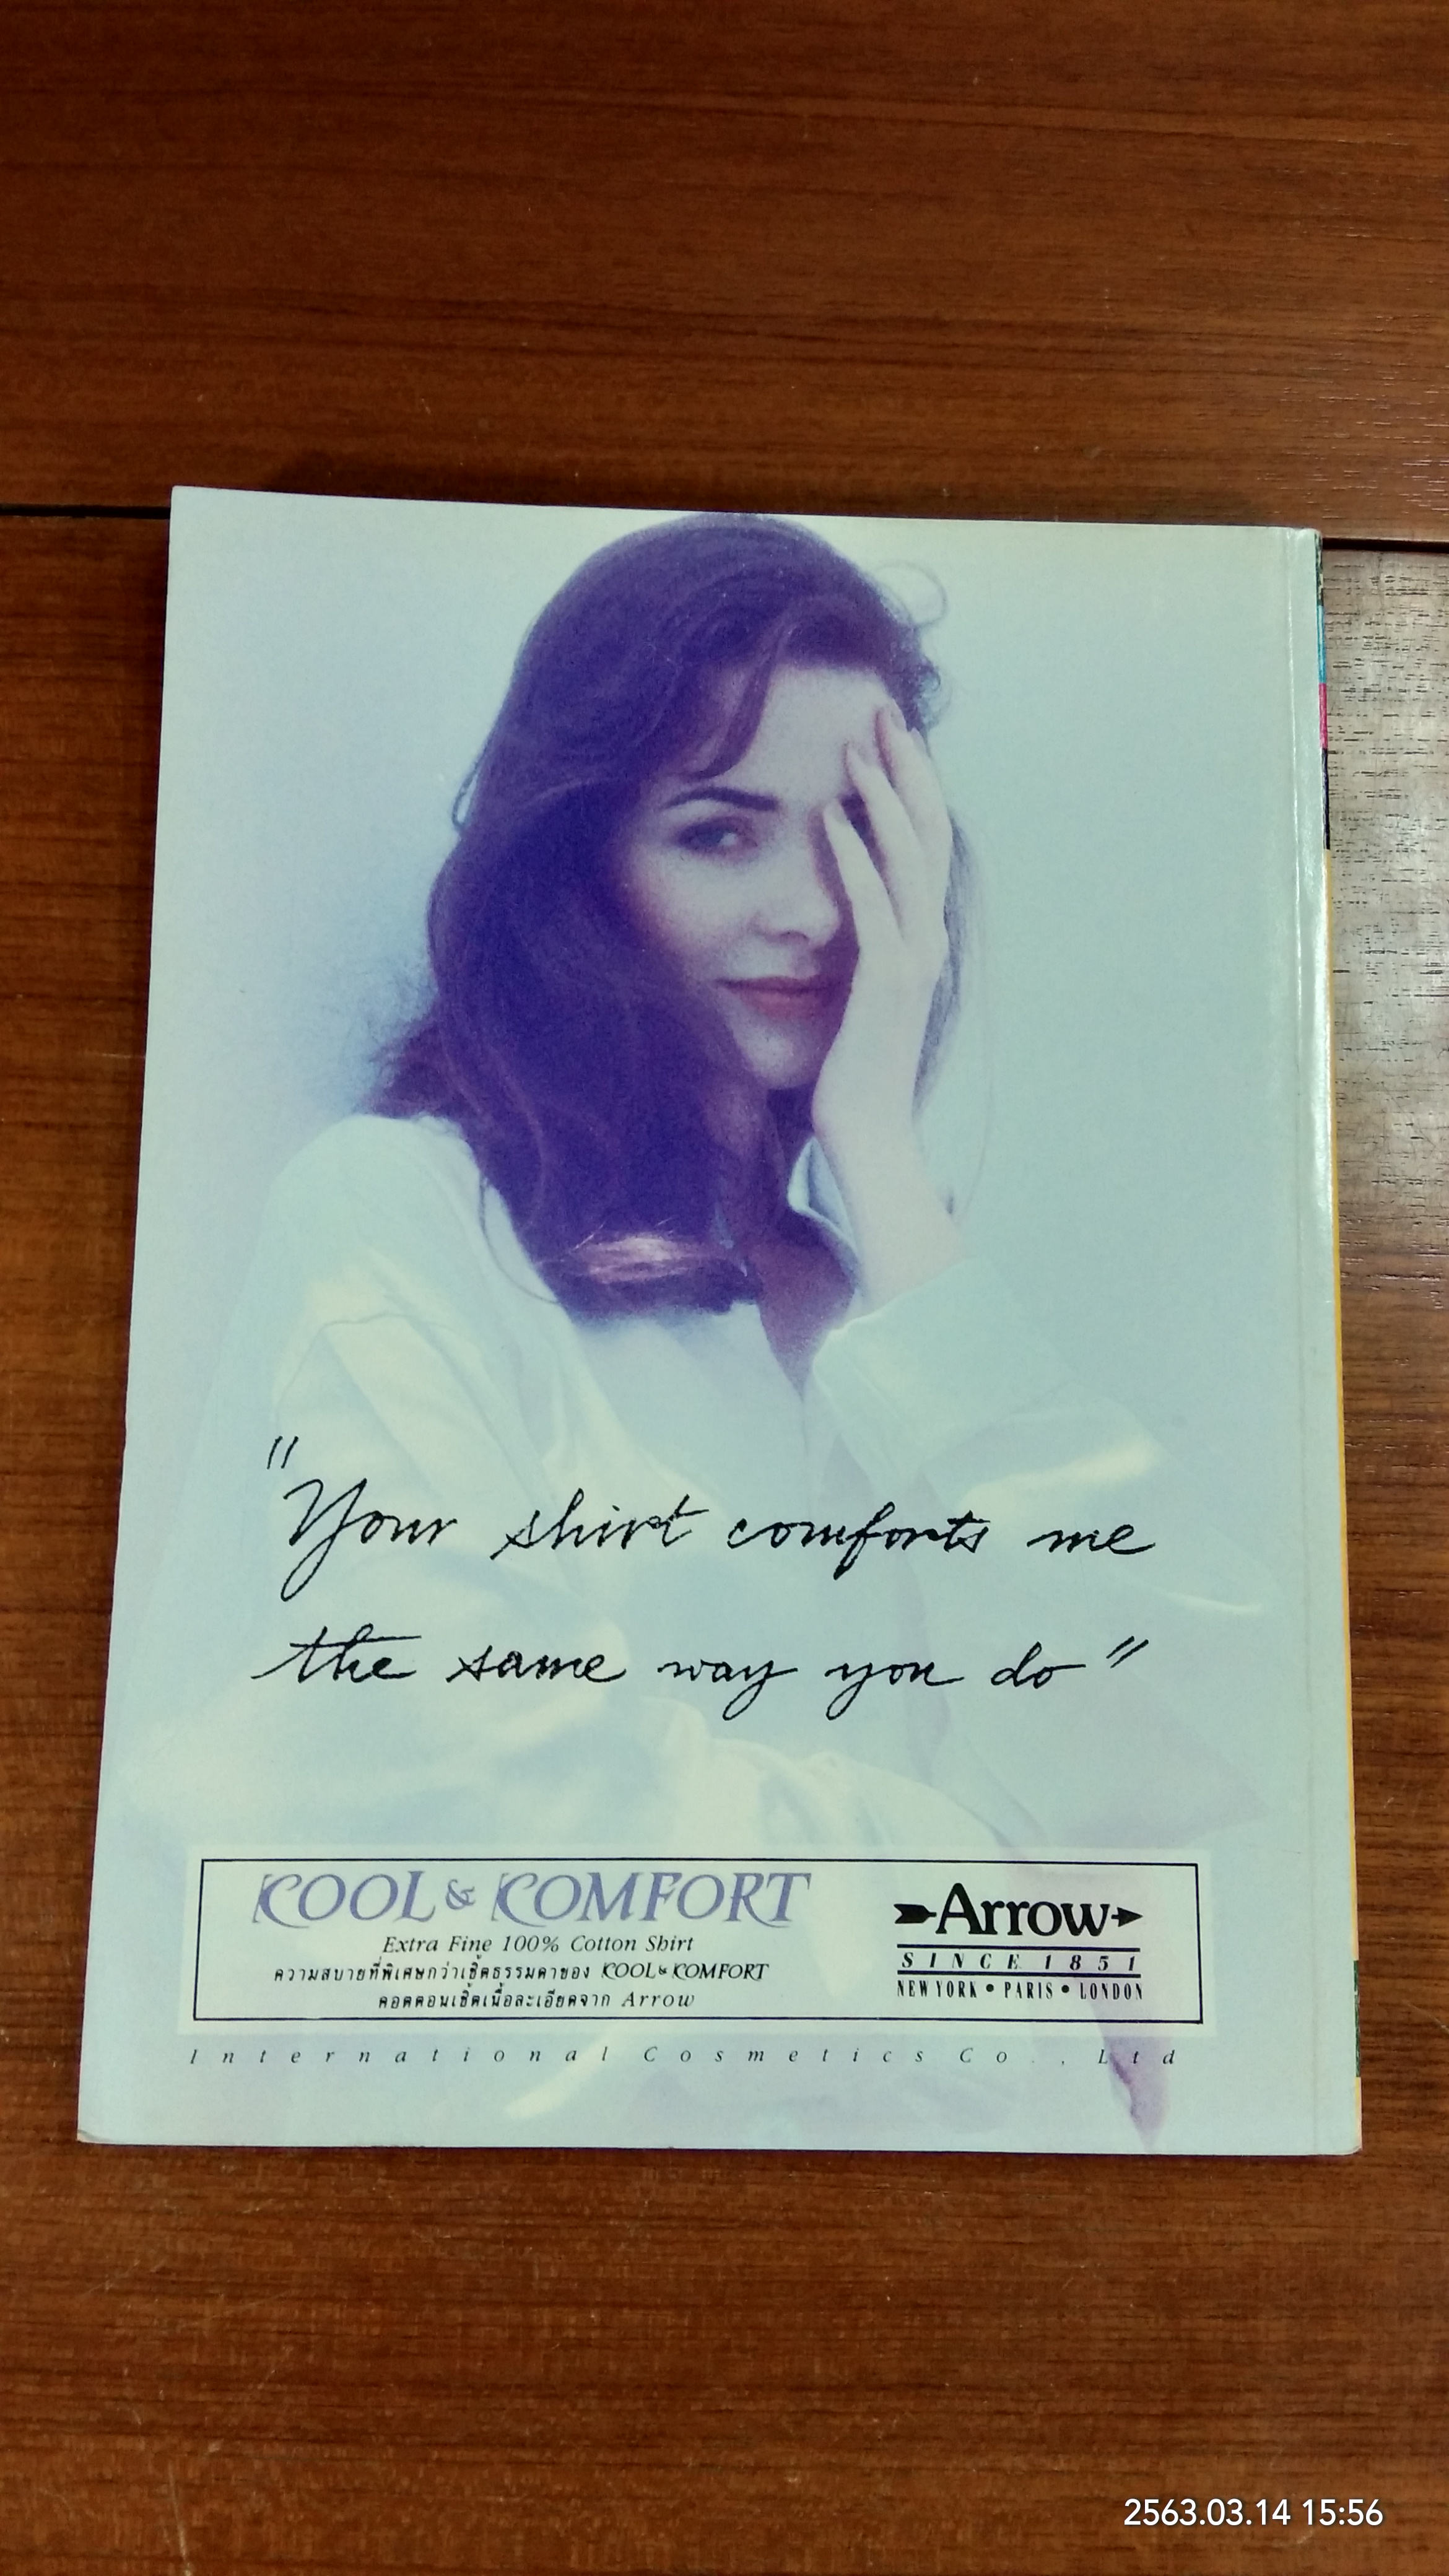 "Your shirt comforts me
the same way you do"
KOOL & KOMFORT
Extra Fine 100% Cotton Shirt
ความสบายที่พิเศษกว่าเชิ้ตธรรมดาของ KOOL & KOMFORT
คอตตอนเชิ้ตเนื้อละเอียดจาก Arrow
Arrow
SINCE 1851
NEW YORK • PARIS • LONDON
International Cosmetics Co., Ltd
2563.03.14 15:56